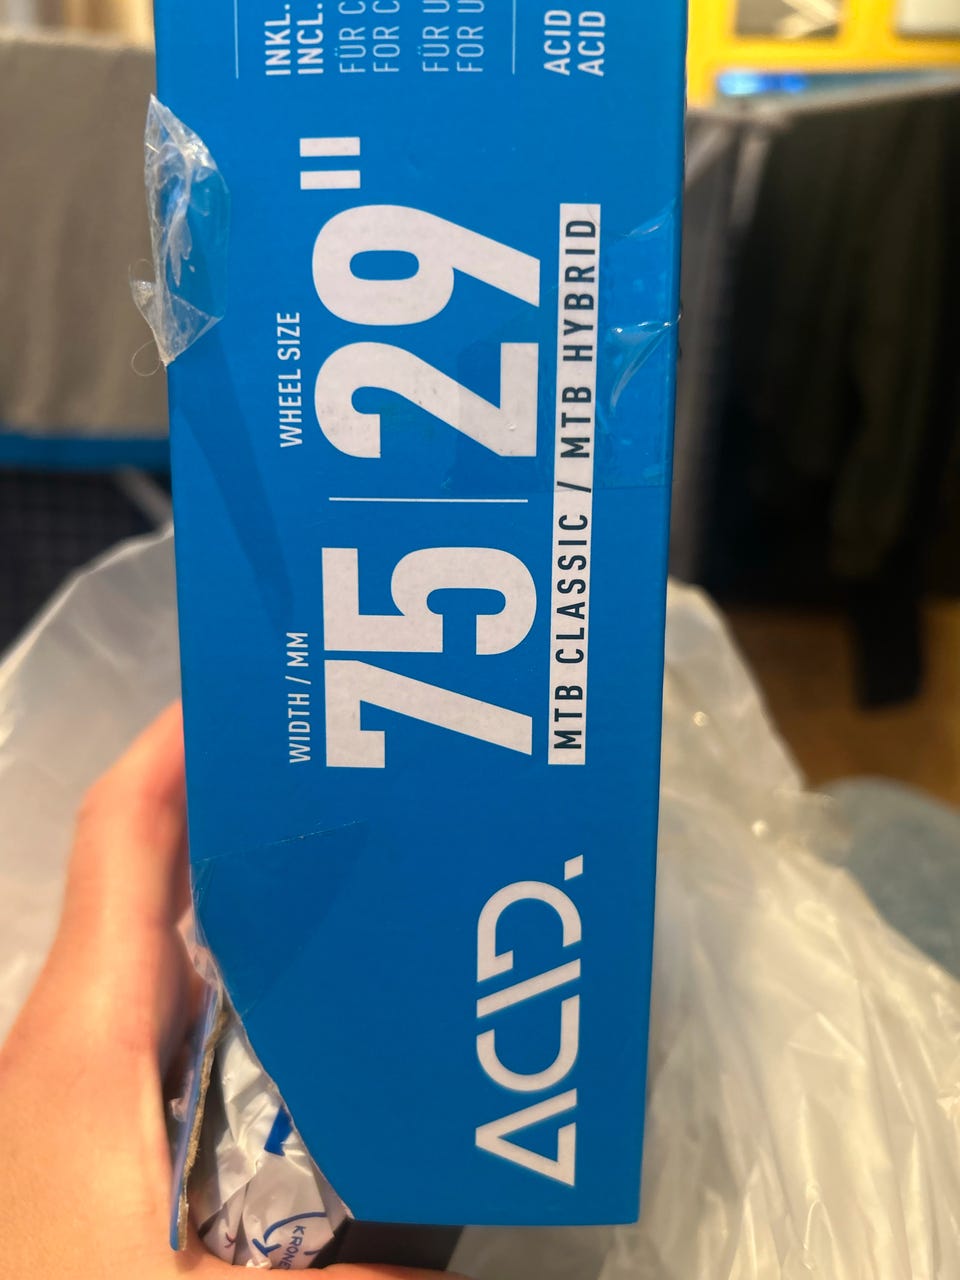 ACID.
WIDTH / MM
75
WHEEL SIZE
29"
MTB CLASSIC / MTB HYBRID
INKL.
INCL.
FÜR
FOR
FÜR
FOR
ACID
ACID
KRONE